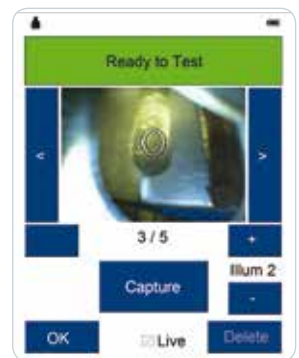 Ready to Test
<
>
3 / 5
+
Illum 2
Capture
-
OK
Live
Delete